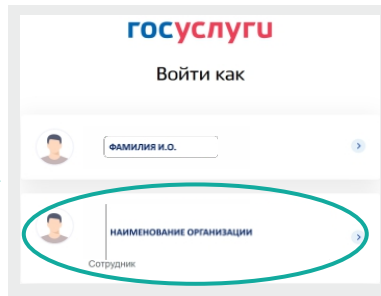 госуслуги
Войти как
ФАМИЛИЯ И.О.
НАИМЕНОВАНИЕ ОРГАНИЗАЦИИ
Сотрудник